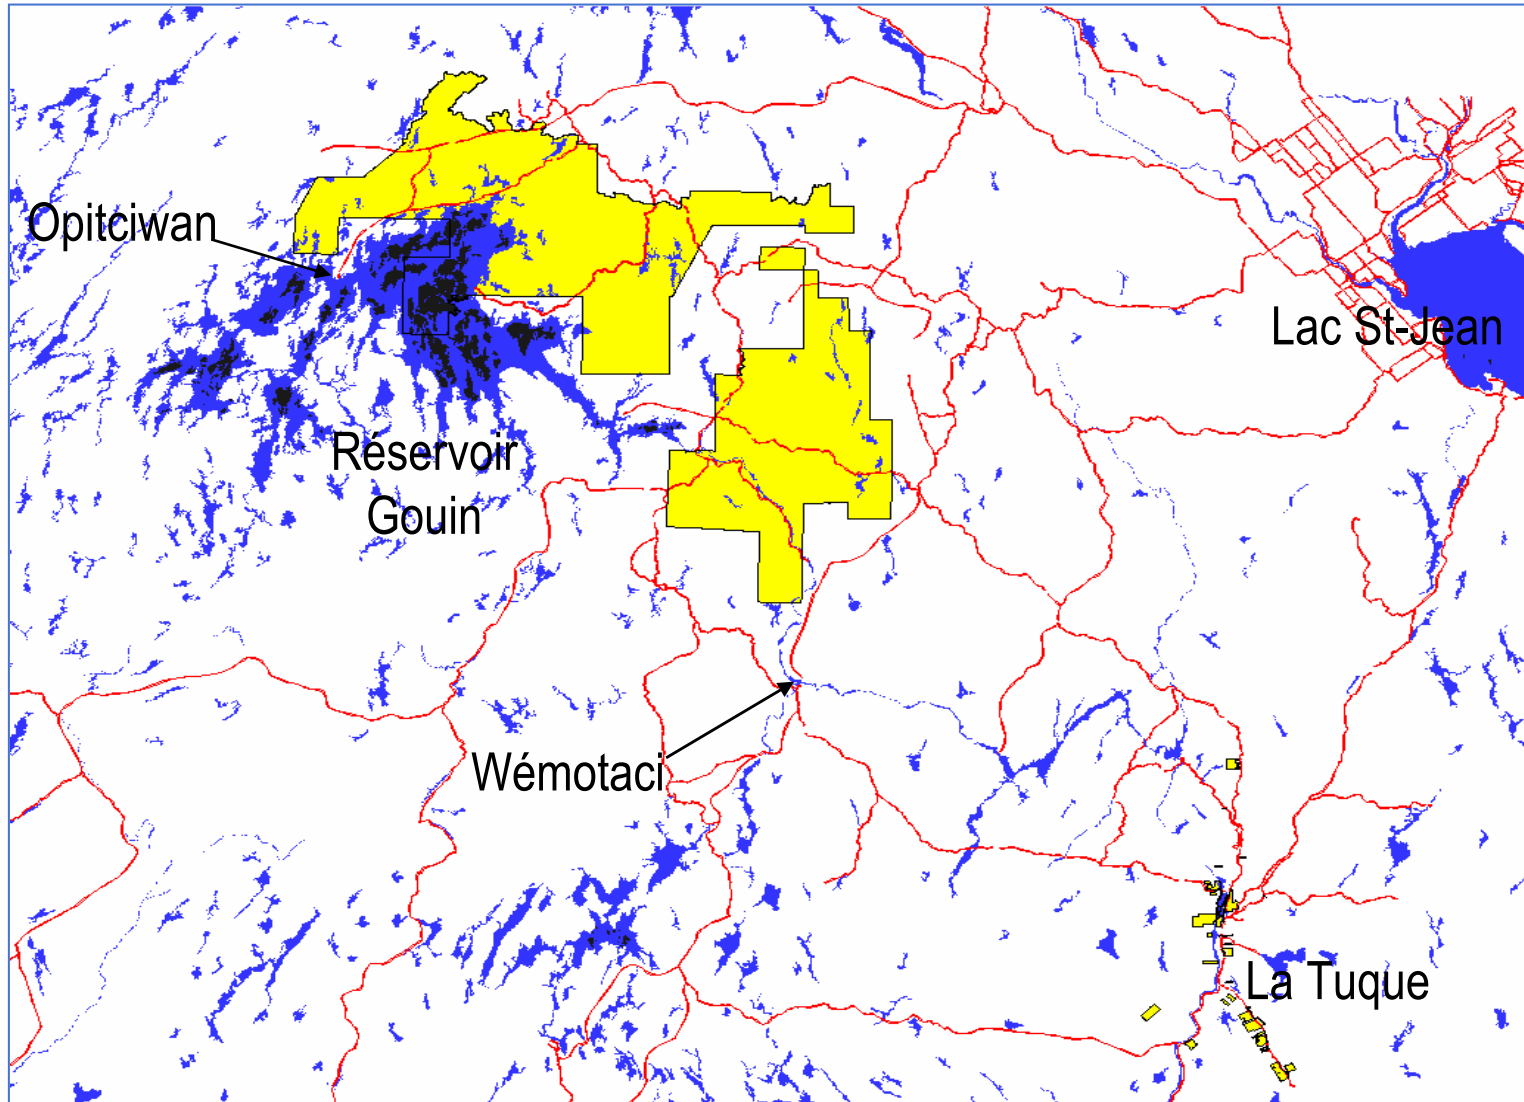 Opitciwan
Lac St-Jean
Réservoir
Gouin
Wémotaci
La Tuque